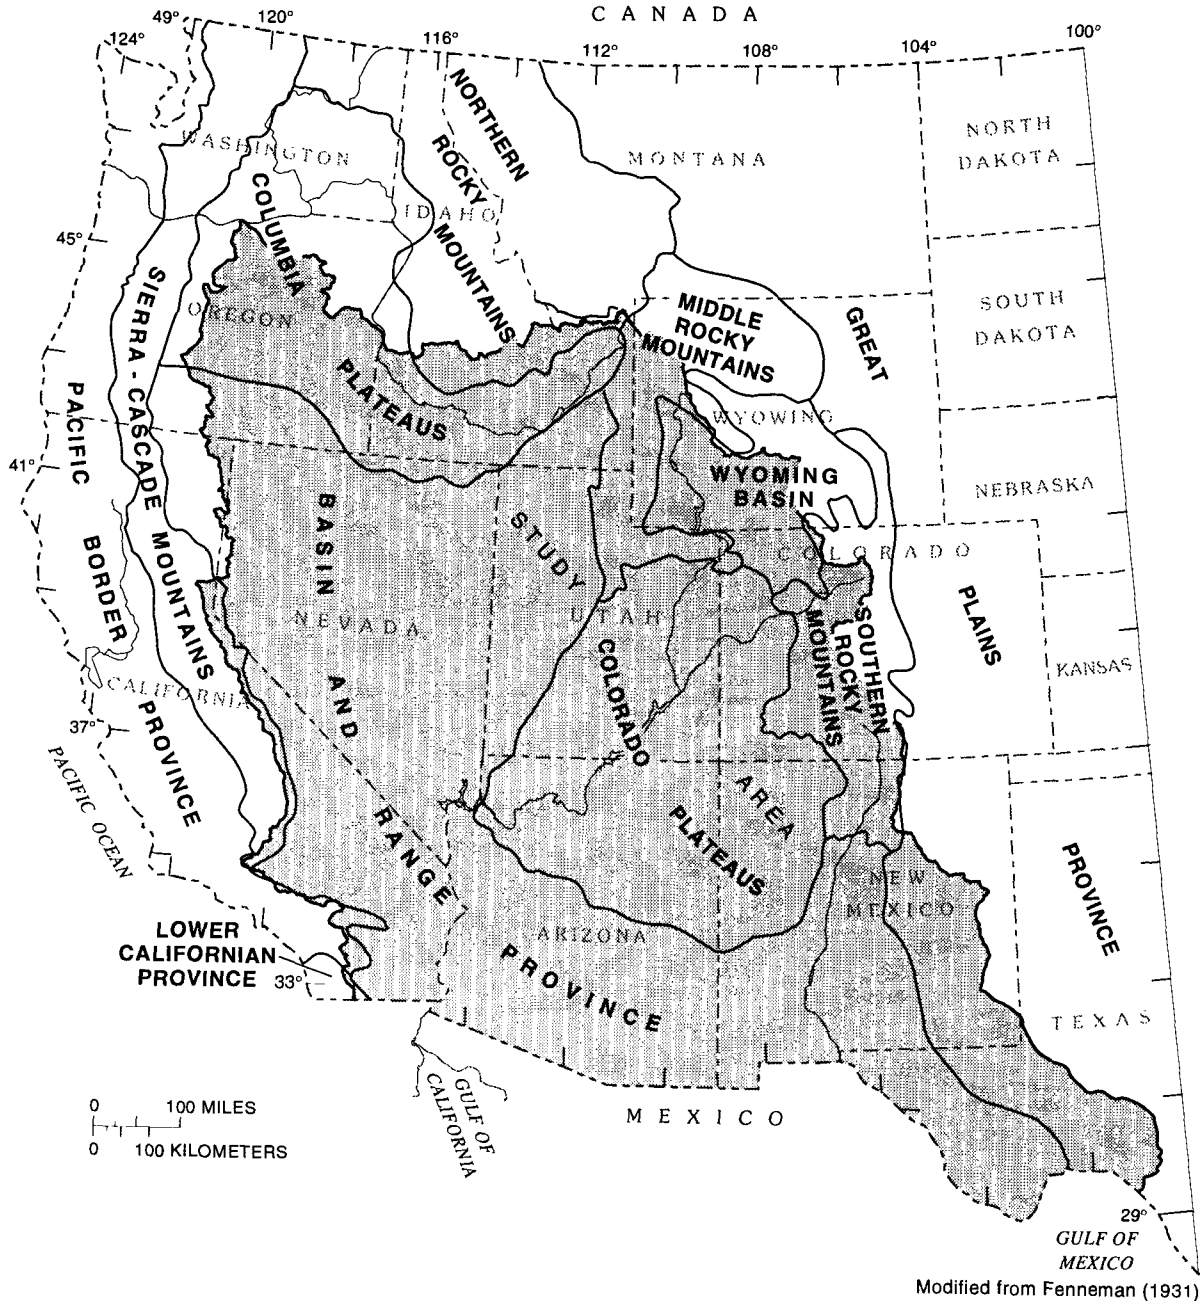 CANADA
49°
120°
124°
116°
112°
108°
104°
100°
NORTHERN
ROCKY
MOUNTAINS
WASHINGTON
MONTANA
NORTH
DAKOTA
COLUMBIA
PLATEAUS
IDAHO
45°
SIERRA - CASCADE MOUNTAINS
OREGON
MIDDLE
ROCKY
MOUNTAINS
GREAT
PLAINS
PROVINCE
SOUTH
DAKOTA
PACIFIC
BORDER
PROVINCE
WYOMING
41°
WYOMING
BASIN
NEBRASKA
BASIN
AND
RANGE
PROVINCE
STUDY
AREA
COLORADO
NEVADA
UTAH
COLORADO
PLATEAUS
SOUTHERN
ROCKY
MOUNTAINS
KANSAS
CALIFORNIA
37°
PACIFIC OCEAN
NEW
MEXICO
ARIZONA
LOWER
CALIFORNIAN
PROVINCE
33°
TEXAS
GULF OF
CALIFORNIA
MEXICO
0 100 MILES
0 100 KILOMETERS
29°
GULF OF
MEXICO
Modified from Fenneman (1931)